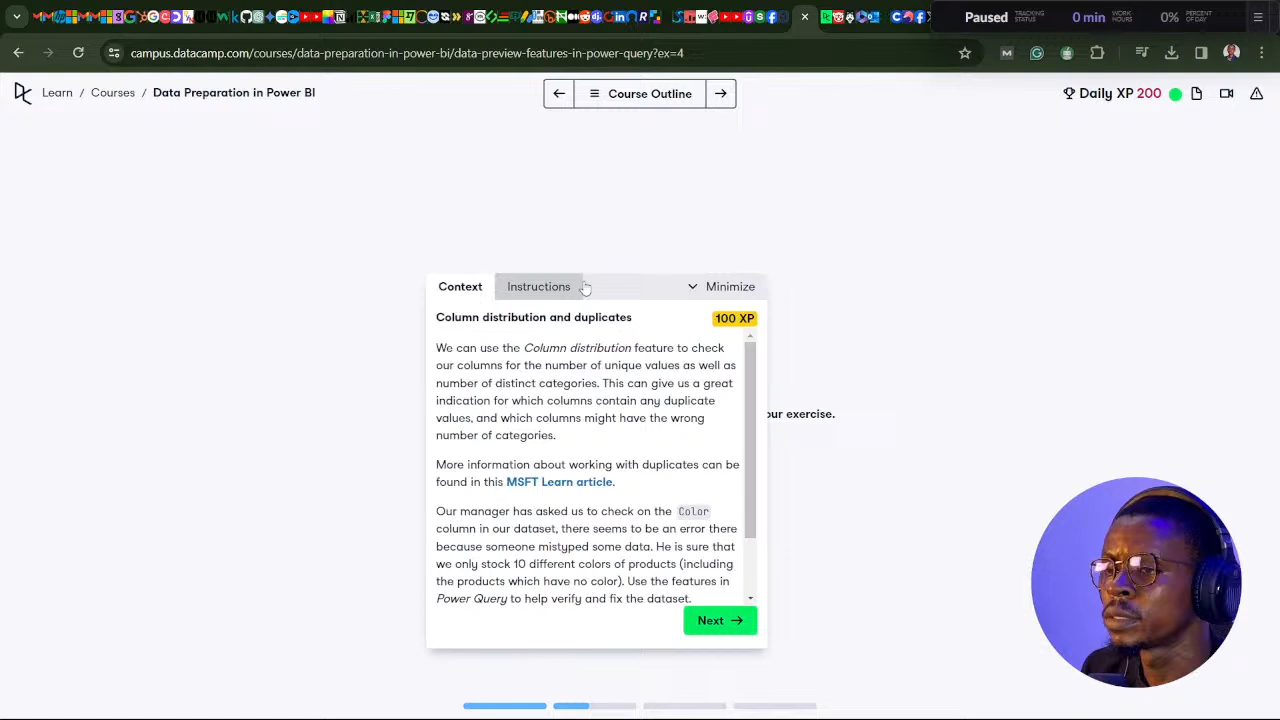 Paused TRACKING STATUS 0 min WORK HOURS 0% PERCENT OF DAY
campus.datacamp.com/courses/data-preparation-in-power-bi/data-preview-features-in-power-query?ex=4
Learn / Courses / Data Preparation in Power BI
Course Outline
Daily XP 200
Context Instructions Minimize
Column distribution and duplicates 100 XP
We can use the Column distribution feature to check
our columns for the number of unique values as well as
number of distinct categories. This can give us a great
indication for which columns contain any duplicate
values, and which columns might have the wrong
number of categories.
our exercise.
More information about working with duplicates can be
found in this MSFT Learn article.
Our manager has asked us to check on the Color
column in our dataset, there seems to be an error there
because someone mistyped some data. He is sure that
we only stock 10 different colors of products (including
the products which have no color). Use the features in
Power Query to help verify and fix the dataset.
Next